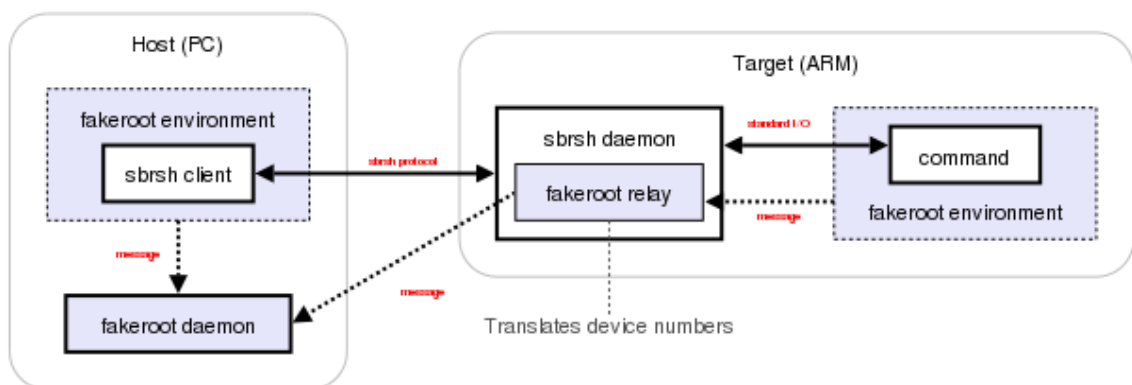 Host (PC)
fakeroot environment
sbrsh client
message
fakeroot daemon
sbrsh protocol
message
Target (ARM)
sbrsh daemon
fakeroot relay
standard I/O
message
command
fakeroot environment
Translates device numbers